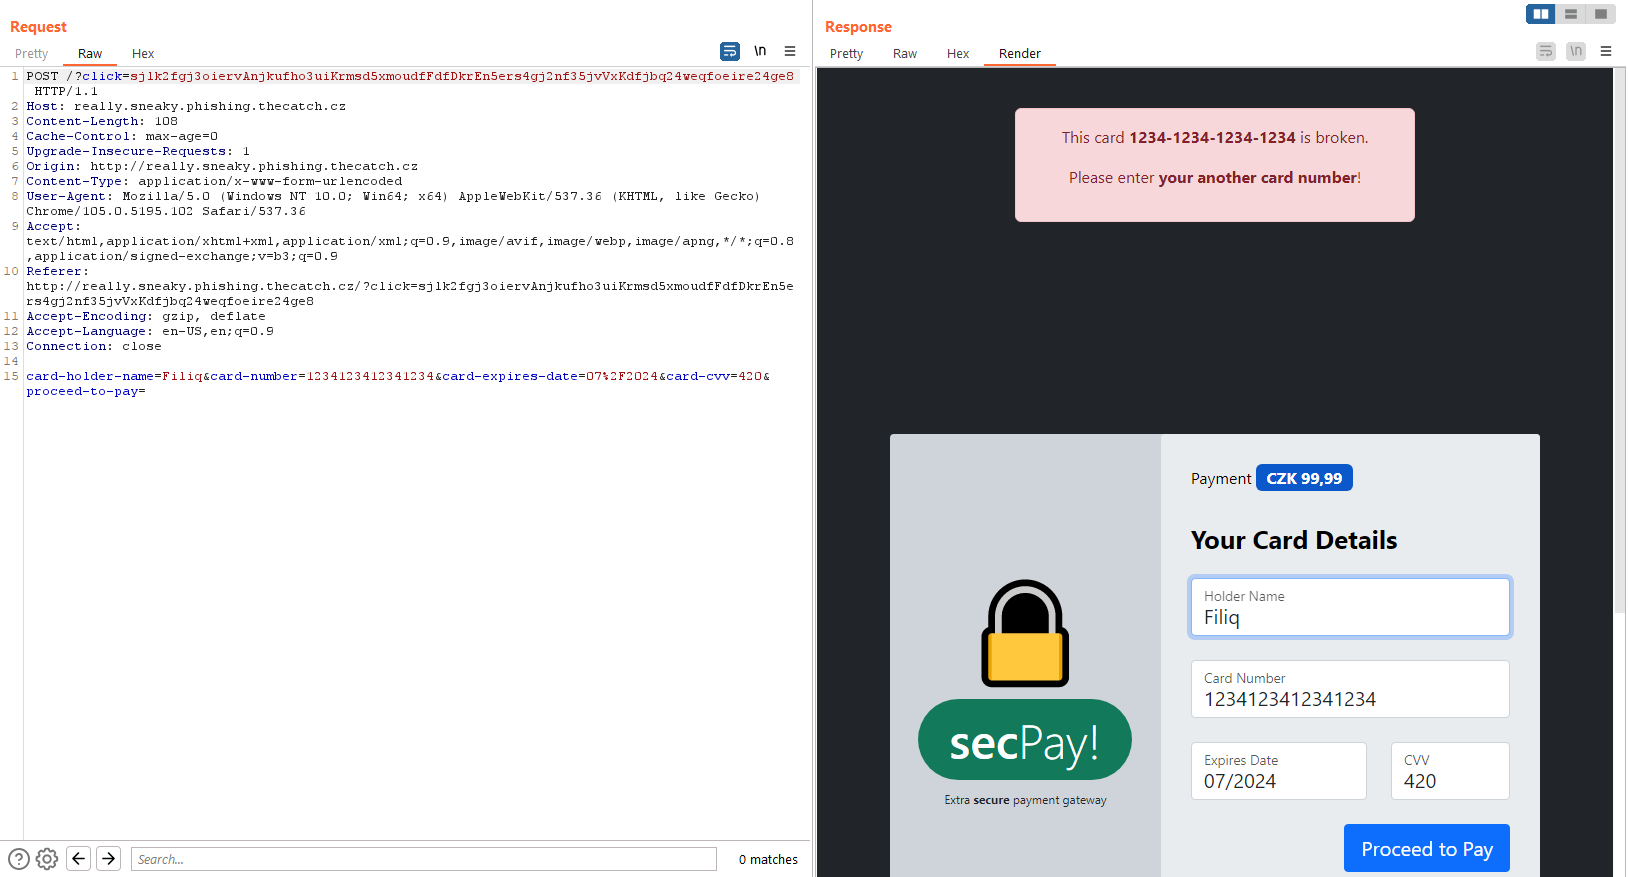 Request
Pretty Raw Hex
\n
1 POST /?click=sjlk2fgj3oiervAnjkufho3uiKrmsd5xmoudfFdfDkrEn5ers4gj2nf35jvVxKdfjbq24weqfoeire24ge8
HTTP/1.1
2 Host: really.sneaky.phishing.thecatch.cz
3 Content-Length: 108
4 Cache-Control: max-age=0
5 Upgrade-Insecure-Requests: 1
6 Origin: http://really.sneaky.phishing.thecatch.cz
7 Content-Type: application/x-www-form-urlencoded
8 User-Agent: Mozilla/5.0 (Windows NT 10.0; Win64; x64) AppleWebKit/537.36 (KHTML, like Gecko)
Chrome/105.0.5195.102 Safari/537.36
9 Accept:
text/html,application/xhtml+xml,application/xml;q=0.9,image/avif,image/webp,image/apng,*/*;q=0.8
,application/signed-exchange;v=b3;q=0.9
10 Referer:
http://really.sneaky.phishing.thecatch.cz/?click=sjlk2fgj3oiervAnjkufho3uiKrmsd5xmoudfFdfDkrEn5e
rs4gj2nf35jvVxKdfjbq24weqfoeire24ge8
11 Accept-Encoding: gzip, deflate
12 Accept-Language: en-US,en;q=0.9
13 Connection: close
14
15 card-holder-name=Filiq&card-number=1234123412341234&card-expires-date=07%2F2024&card-cvv=420&
proceed-to-pay=
Search...
0 matches
Response
Pretty Raw Hex Render
\n
This card 1234-1234-1234-1234 is broken.
Please enter your another card number!
secPay!
Extra secure payment gateway
Payment CZK 99,99
Your Card Details
Holder Name
Filiq
Card Number
1234123412341234
Expires Date CVV
07/2024 420
Proceed to Pay